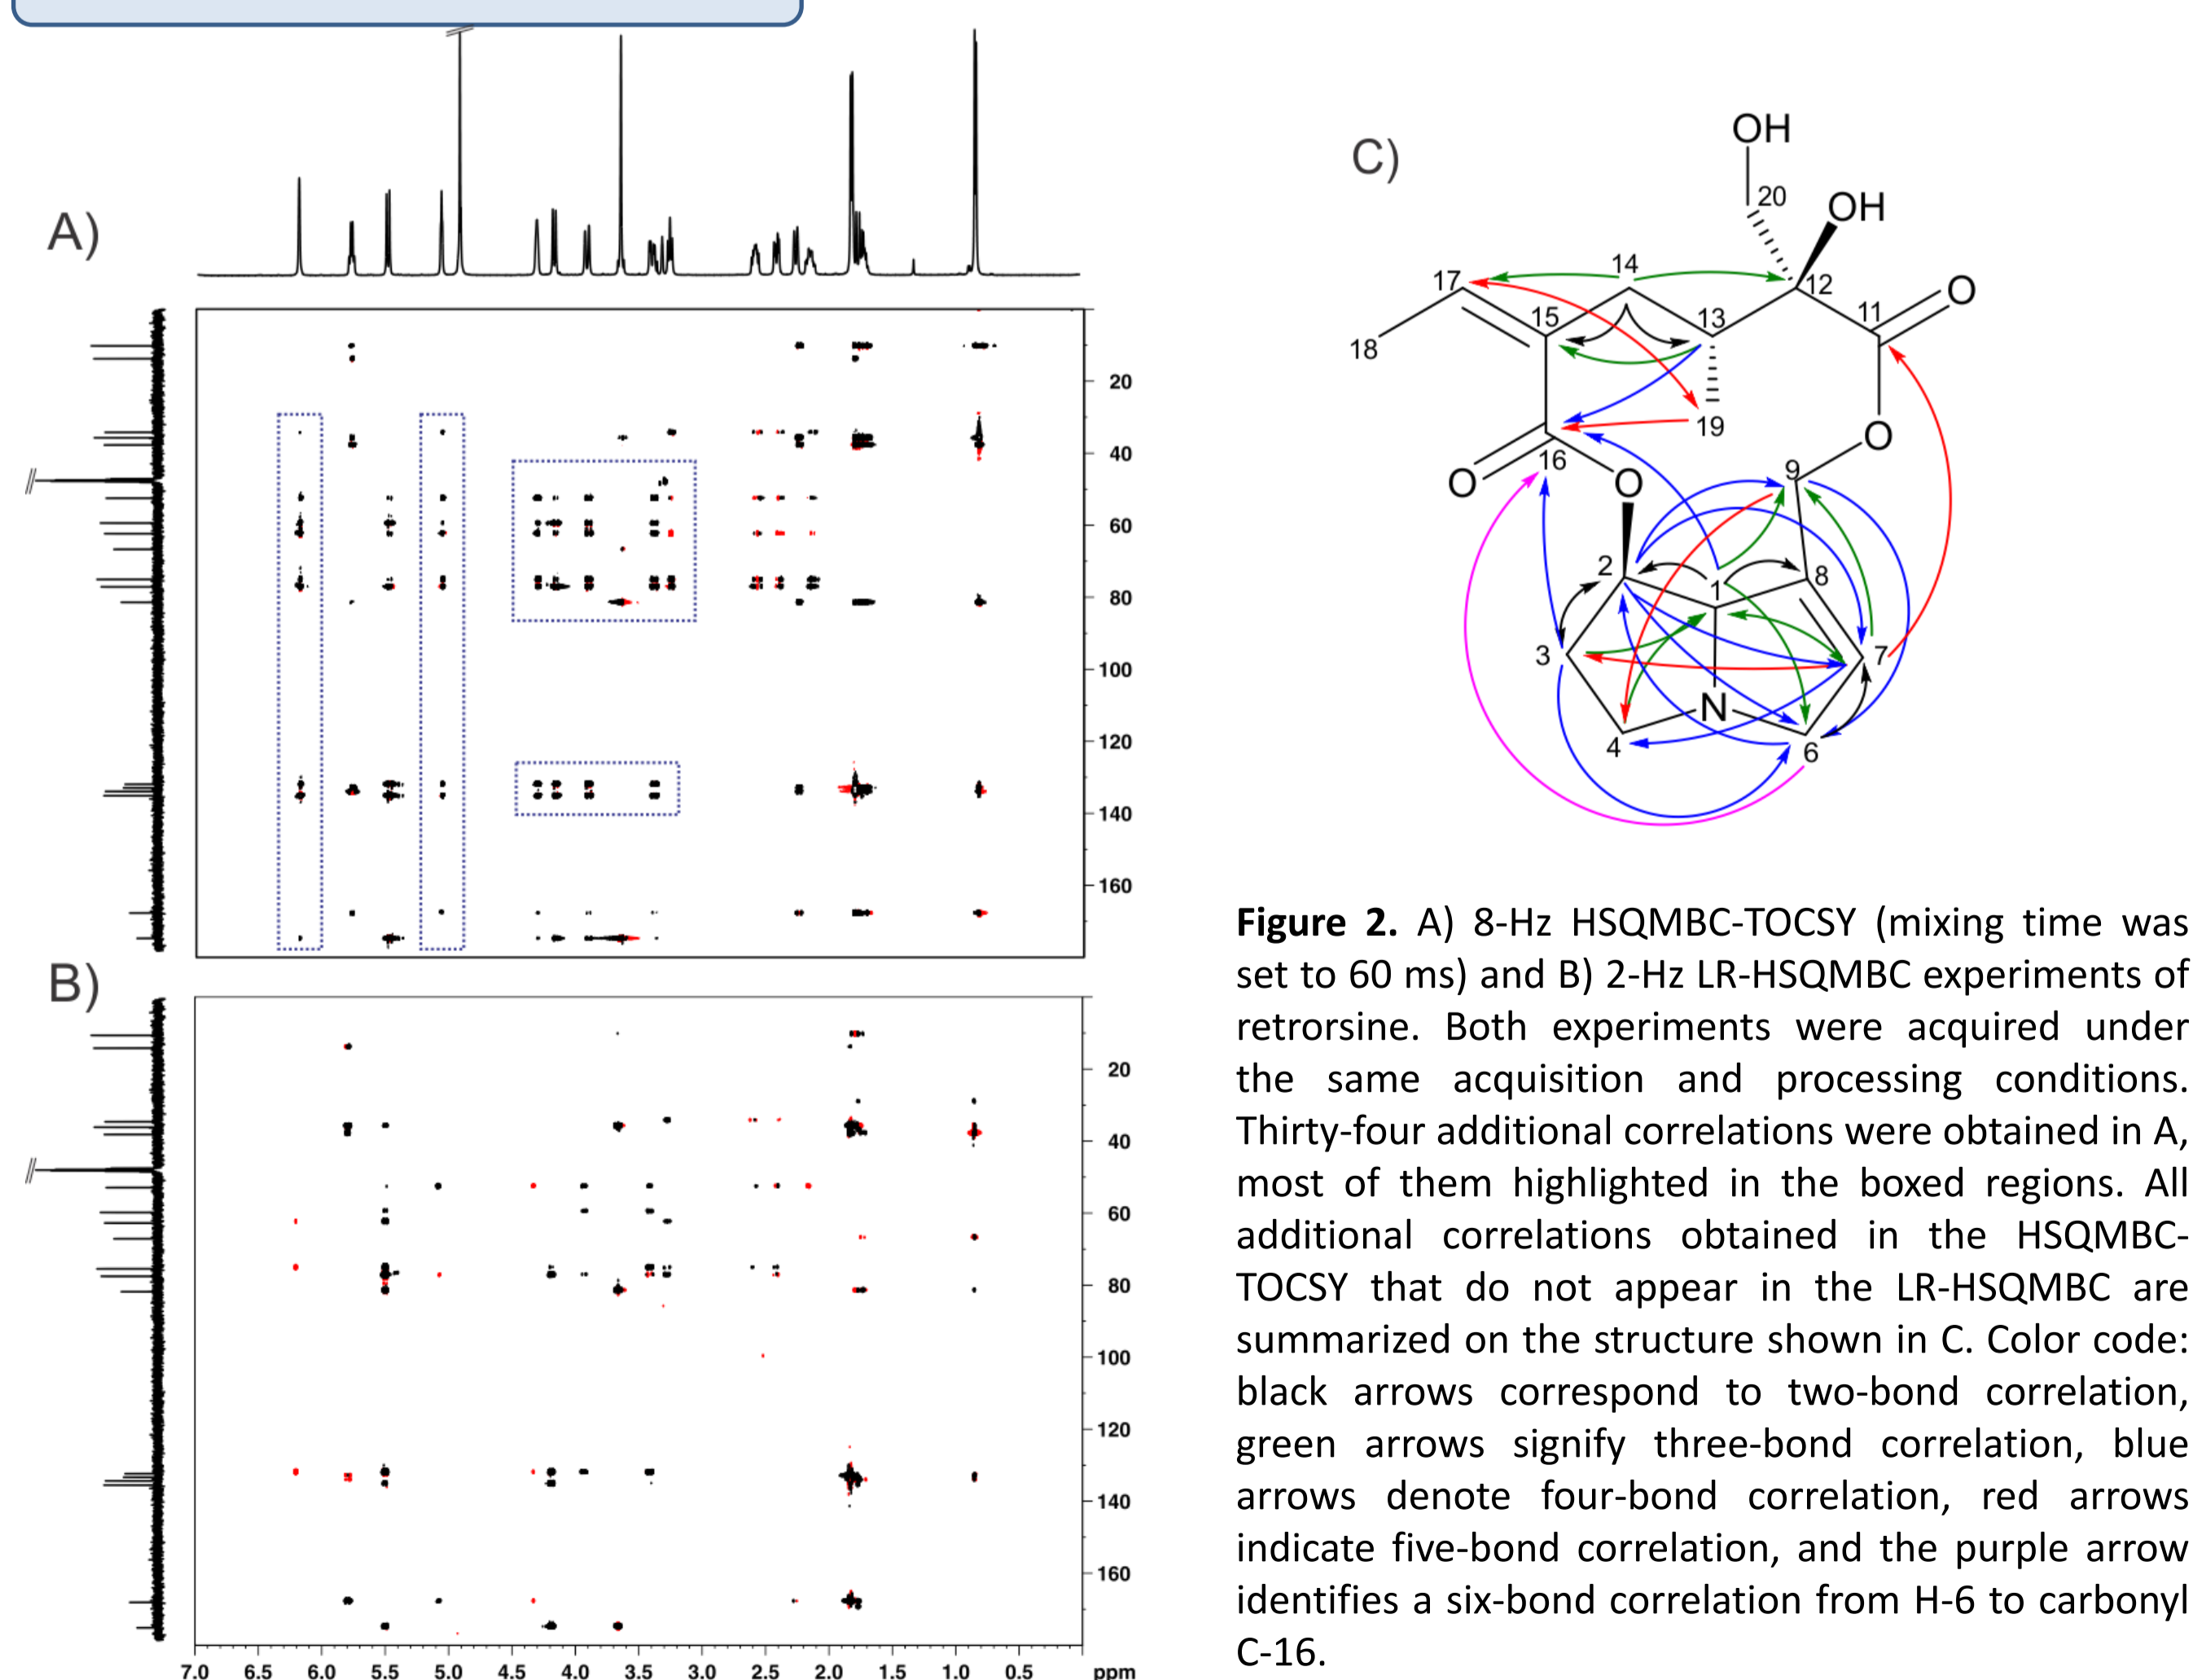 A)
20
40
60
80
100
120
140
160
B)
20
40
60
80
100
120
140
160
7.0 6.5 6.0 5.5 5.0 4.5 4.0 3.5 3.0 2.5 2.0 1.5 1.0 0.5 ppm
C)
OH
20
OH
17
14
12
11
O
15
13
18
19
O
16
O
9
O
2
1
8
3
7
N
4
6
Figure 2. A) 8-Hz HSQMBC-TOCSY (mixing time was
set to 60 ms) and B) 2-Hz LR-HSQMBC experiments of
retrorsine. Both experiments were acquired under
the same acquisition and processing conditions.
Thirty-four additional correlations were obtained in A,
most of them highlighted in the boxed regions. All
additional correlations obtained in the HSQMBC-
TOCSY that do not appear in the LR-HSQMBC are
summarized on the structure shown in C. Color code:
black arrows correspond to two-bond correlation,
green arrows signify three-bond correlation, blue
arrows denote four-bond correlation, red arrows
indicate five-bond correlation, and the purple arrow
identifies a six-bond correlation from H-6 to carbonyl
C-16.